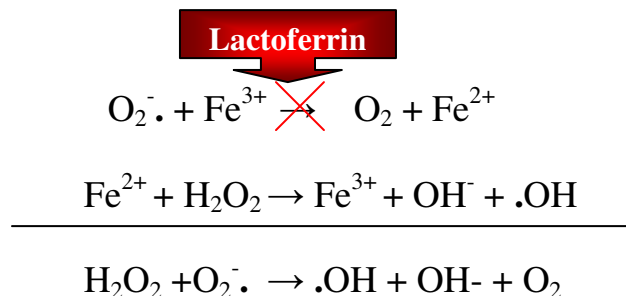 Lactoferrin
O₂⁻. + Fe³⁺ → O₂ + Fe²⁺
Fe²⁺ + H₂O₂ → Fe³⁺ + OH⁻ + .OH
H₂O₂ +O₂⁻. → .OH + OH- + O₂